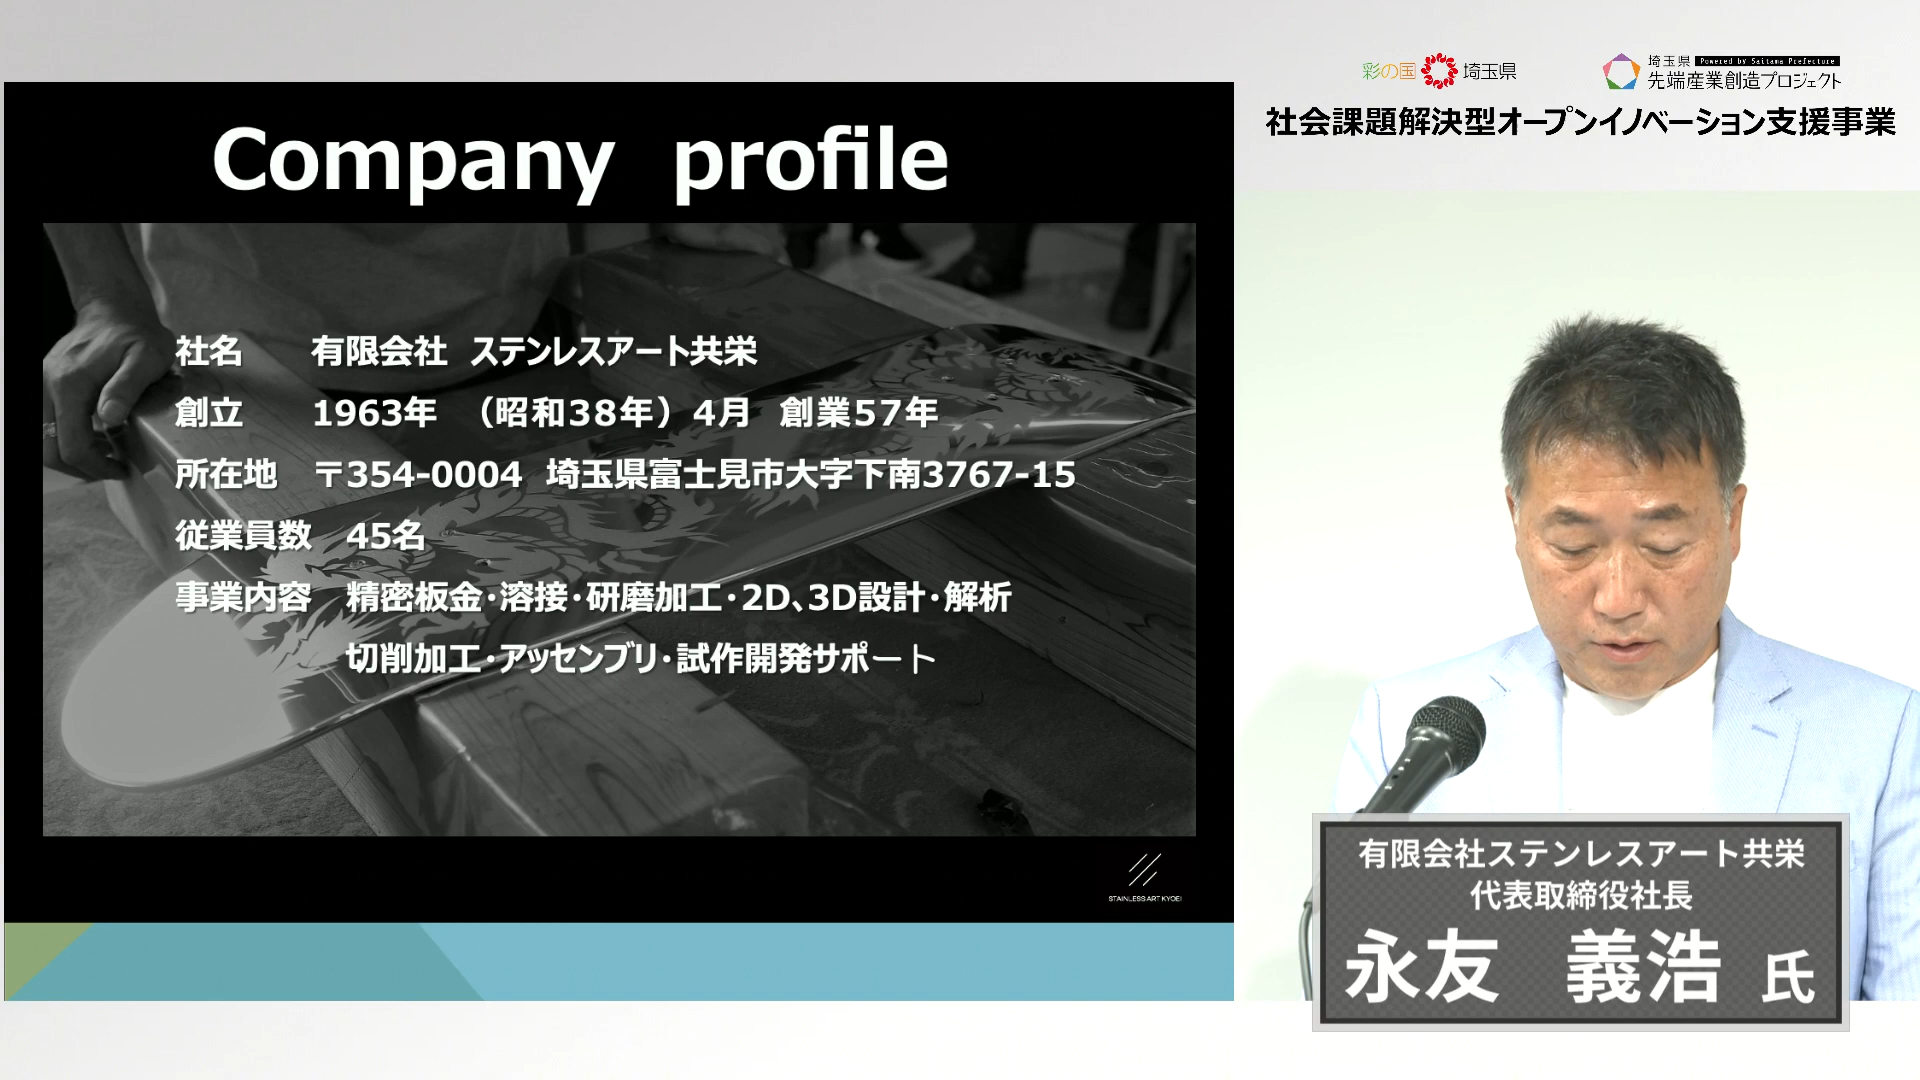 彩の国 埼玉県
埼玉県 Powered by Saitama Prefecture
先端産業創造プロジェクト
社会課題解決型オープンイノベーション支援事業
Company profile
社名 有限会社 ステンレスアート共栄
創立 1963年 （昭和38年）4月 創業57年
所在地 〒354-0004 埼玉県富士見市大字下南3767-15
従業員数 45名
事業内容 精密板金・溶接・研磨加工・2D、3D設計・解析
切削加工・アッセンブリ・試作開発サポート
STAINLESS ART KYOEI
有限会社ステンレスアート共栄
代表取締役社長
永友 義浩 氏